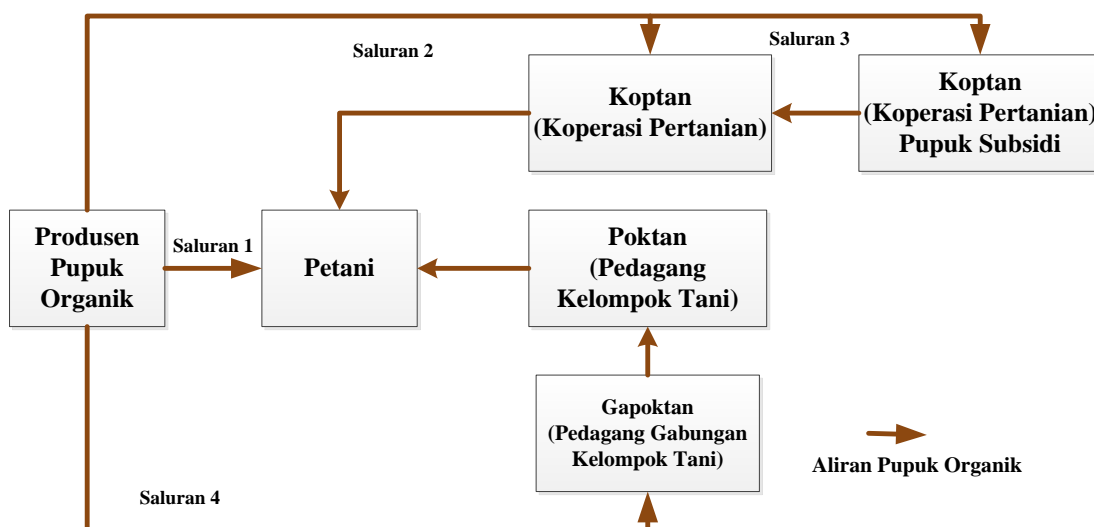 Saluran 2
Saluran 3
Koptan
(Koperasi Pertanian)
Koptan
(Koperasi Pertanian)
Pupuk Subsidi
Produsen
Pupuk
Organik
Saluran 1
Petani
Poktan
(Pedagang
Kelompok Tani)
Gapoktan
(Pedagang Gabungan
Kelompok Tani)
Aliran Pupuk Organik
Saluran 4